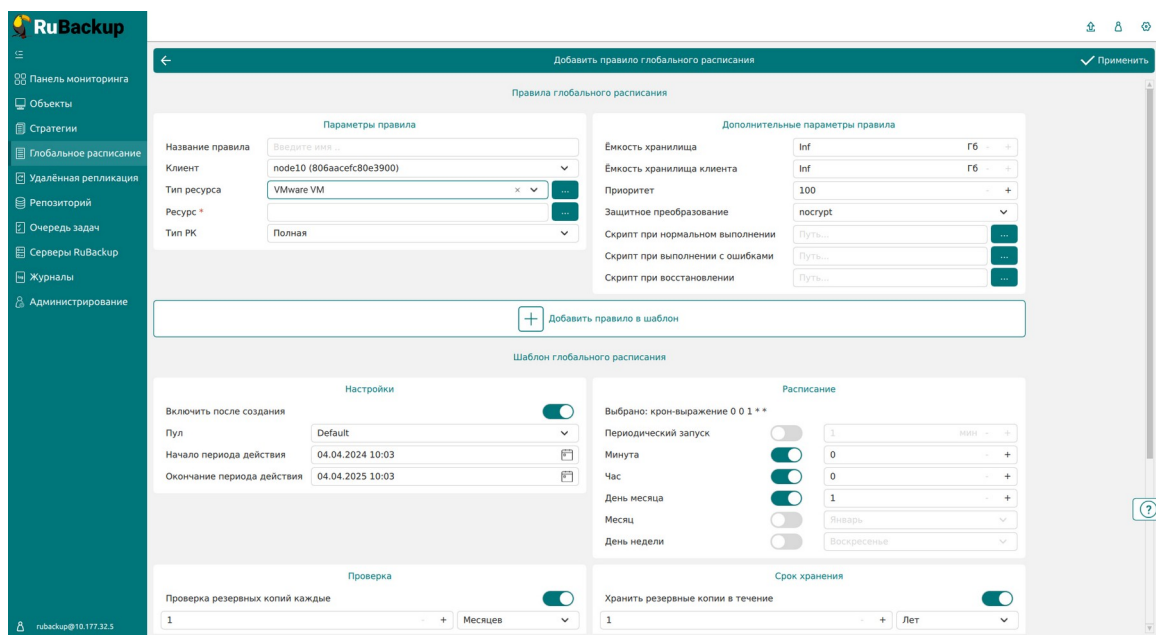 RuBackup
Панель мониторинга
Объекты
Стратегии
Глобальное расписание
Удалённая репликация
Репозиторий
Очередь задач
Серверы RuBackup
Журналы
Администрирование
rubackup@10.177.32.5
Добавить правило глобального расписания
Применить
Правила глобального расписания
Параметры правила
Название правила Введите имя ..
Клиент node10 (806aacefc80e3900)
Тип ресурса VMware VM × ...
Ресурс * ...
Тип РК Полная
Дополнительные параметры правила
Ёмкость хранилища Inf Гб - +
Ёмкость хранилища клиента Inf Гб - +
Приоритет 100 - +
Защитное преобразование nocrypt
Скрипт при нормальном выполнении Путь... ...
Скрипт при выполнении с ошибками Путь... ...
Скрипт при восстановлении Путь... ...
+ Добавить правило в шаблон
Шаблон глобального расписания
Настройки
Включить после создания
Пул Default
Начало периода действия 04.04.2024 10:03
Окончание периода действия 04.04.2025 10:03
Расписание
Выбрано: крон-выражение 0 0 1 * *
Периодический запуск 1 мин - +
Минута 0 - +
Час 0 - +
День месяца 1 - +
Месяц Январь
День недели Воскресенье
?
Проверка
Проверка резервных копий каждые
1 - + Месяцев
Срок хранения
Хранить резервные копии в течение
1 - + Лет